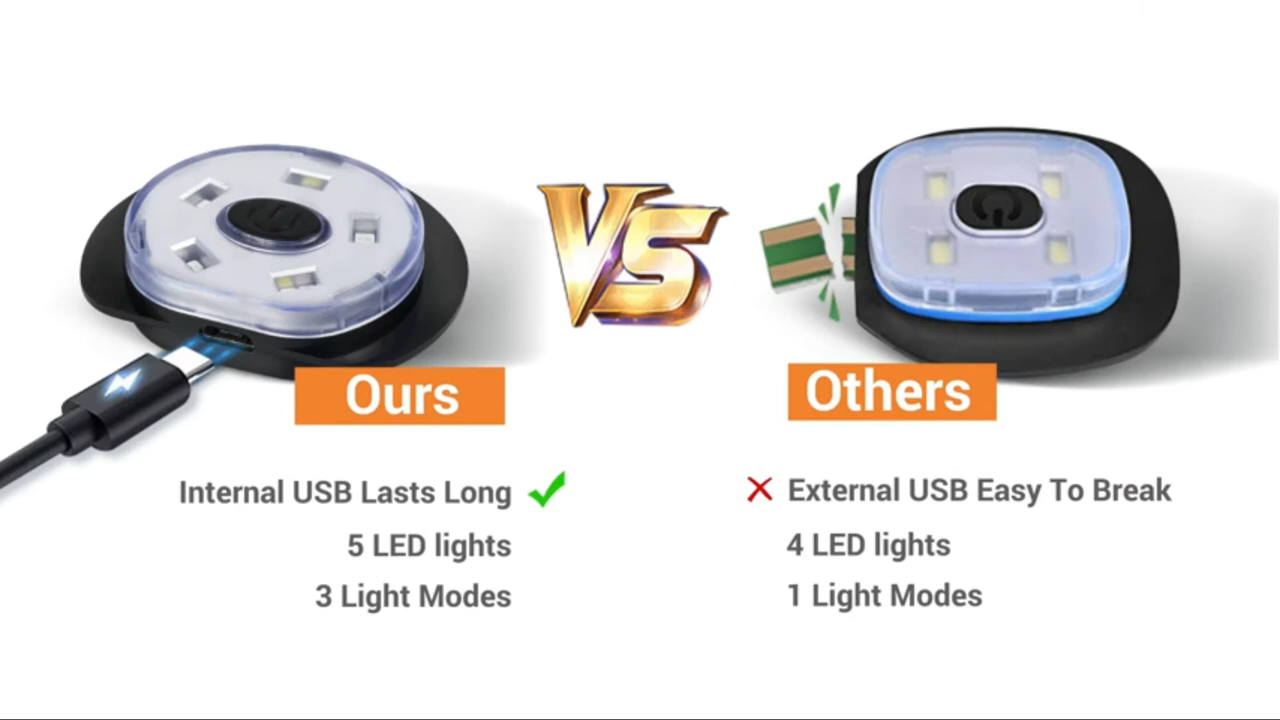 VS
Ours
Others
Internal USB Lasts Long
External USB Easy To Break
5 LED lights
4 LED lights
3 Light Modes
1 Light Modes